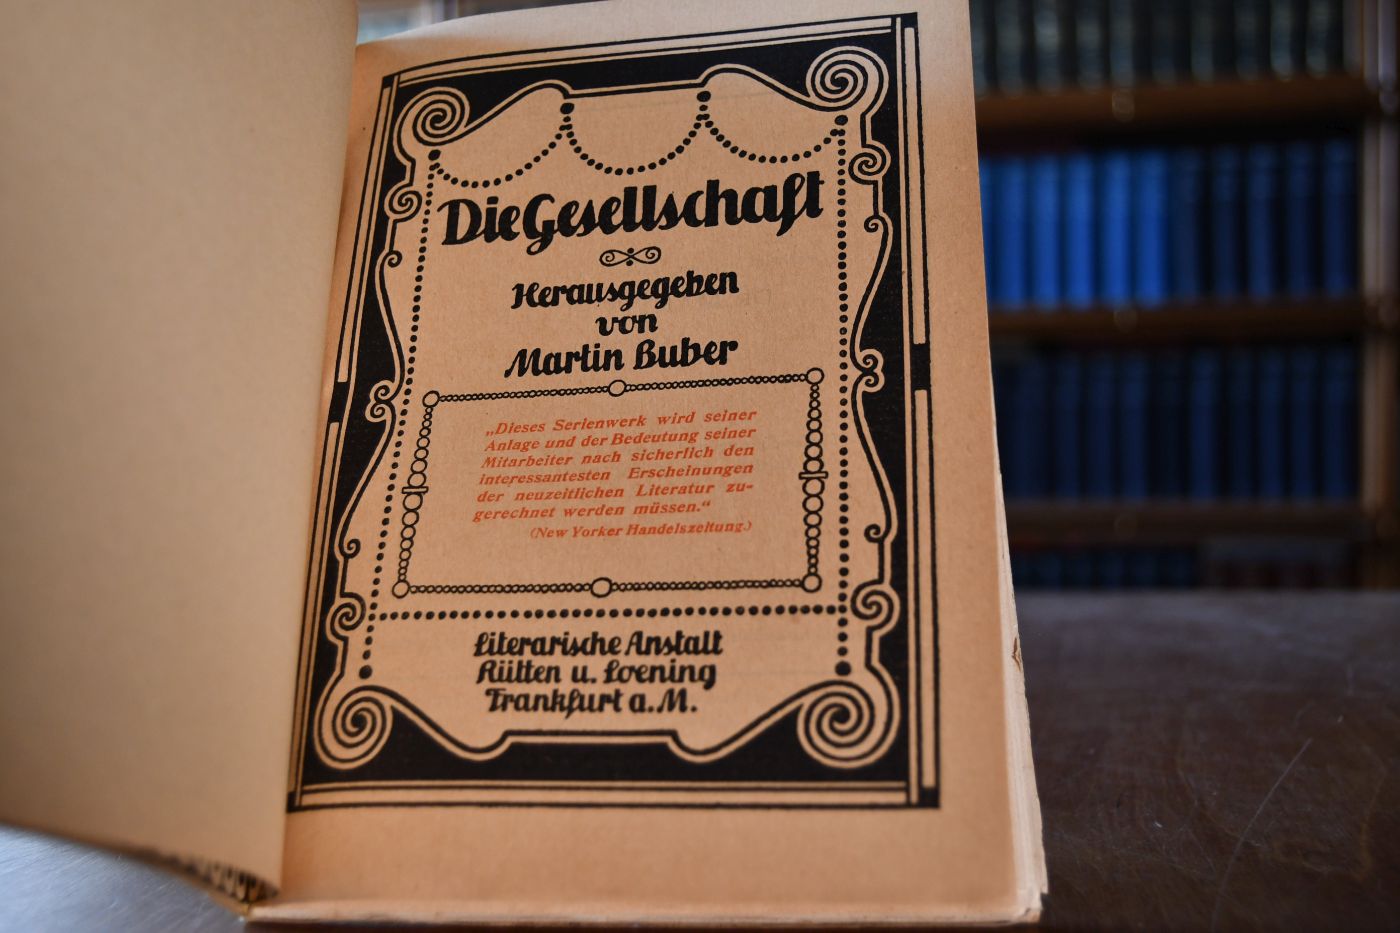 Die Gesellschaft
Herausgegeben
von
Martin Buber
„Dieses Serienwerk wird seiner
Anlage und der Bedeutung seiner
Mitarbeiter nach sicherlich den
interessantesten Erscheinungen
der neuzeitlichen Literatur zu-
gerechnet werden müssen.“
(New Yorker Handelszeitung.)
Literarische Anstalt
Rütten u. Loening
Frankfurt a. M.